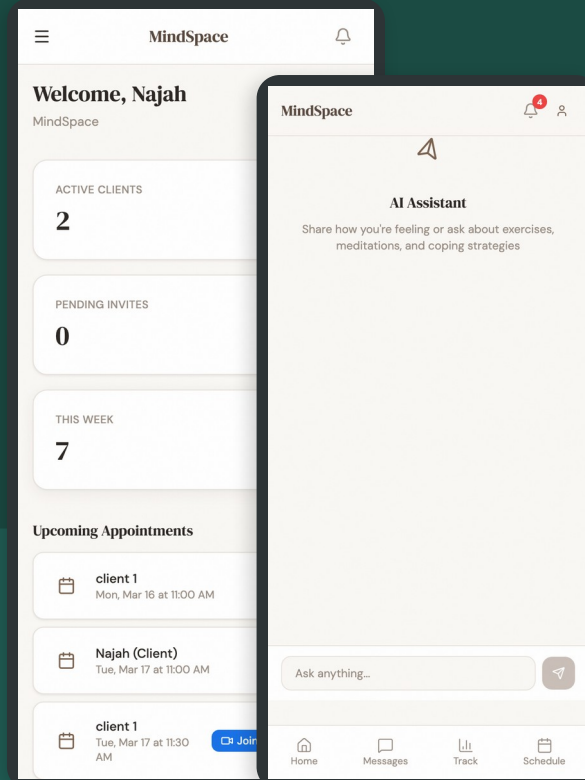 MindSpace
Welcome, Najah
MindSpace
ACTIVE CLIENTS
2
PENDING INVITES
0
THIS WEEK
7
Upcoming Appointments
client 1
Mon, Mar 16 at 11:00 AM
Najah (Client)
Tue, Mar 17 at 11:00 AM
client 1
Tue, Mar 17 at 11:30
AM
Join
MindSpace
4
AI Assistant
Share how you're feeling or ask about exercises,
meditations, and coping strategies
Ask anything...
Home
Messages
Track
Schedule